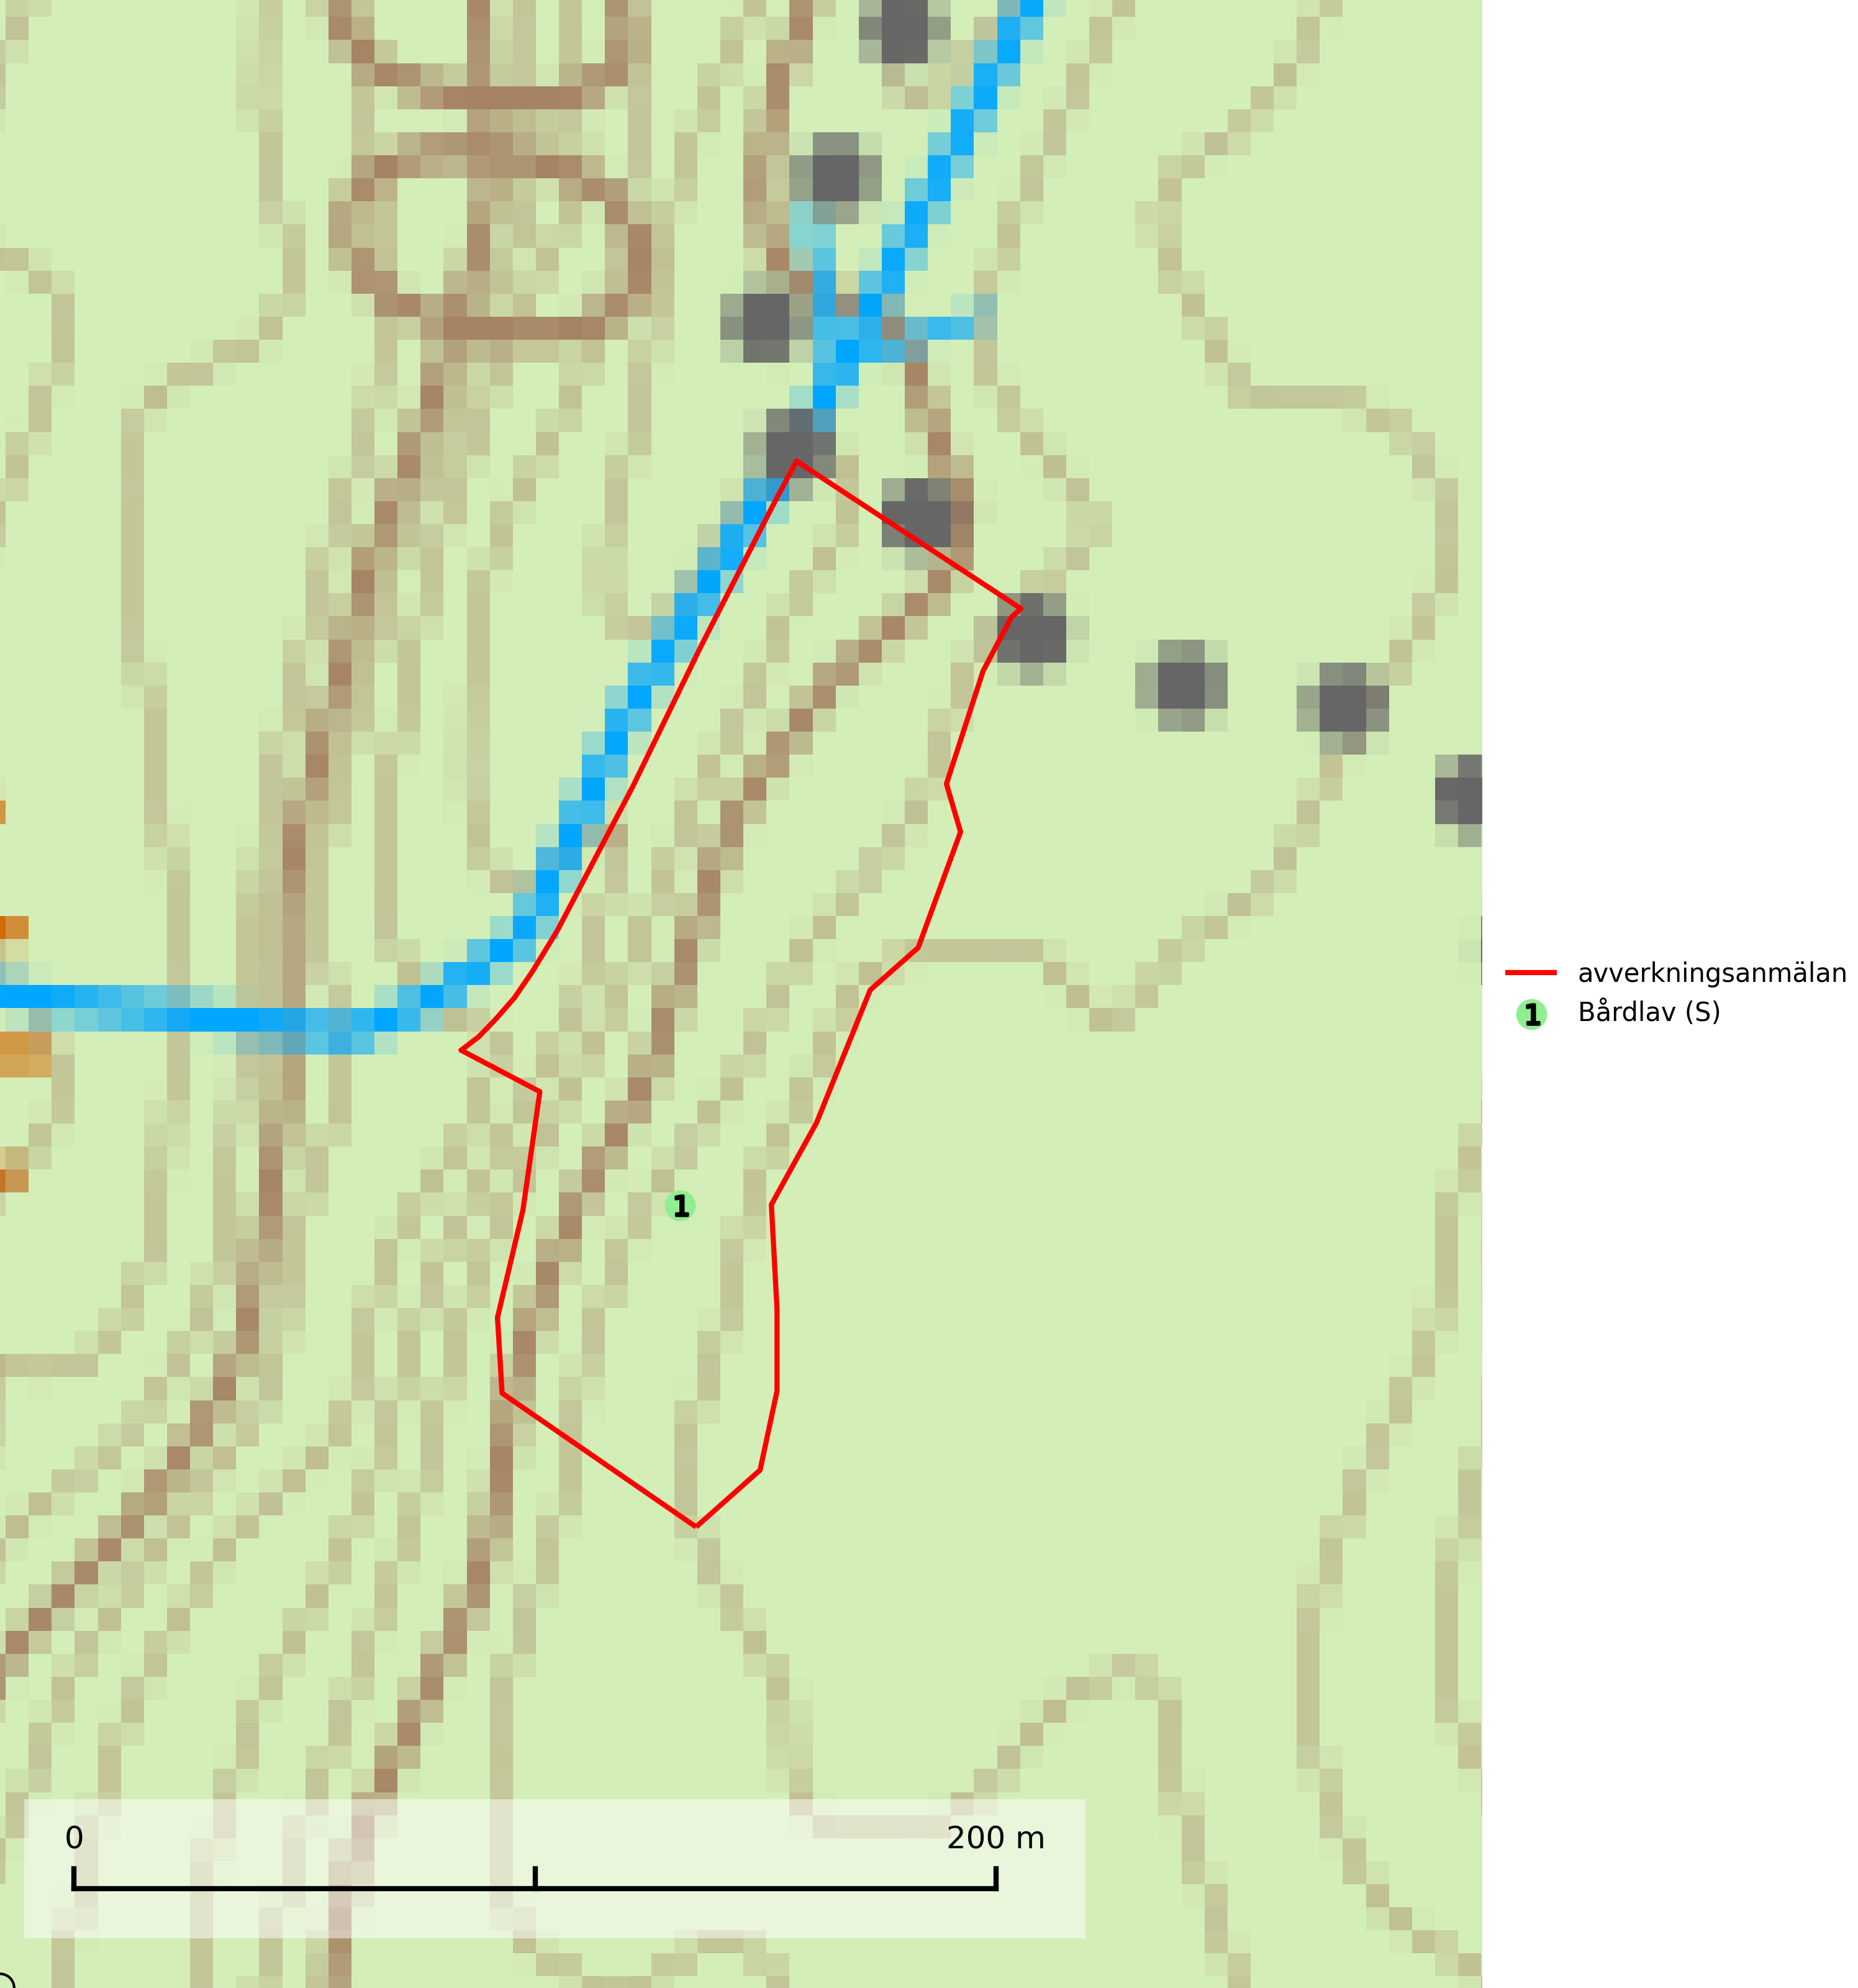 avverkningsanmälan
1 Bårdlav (S)
1
0 200 m